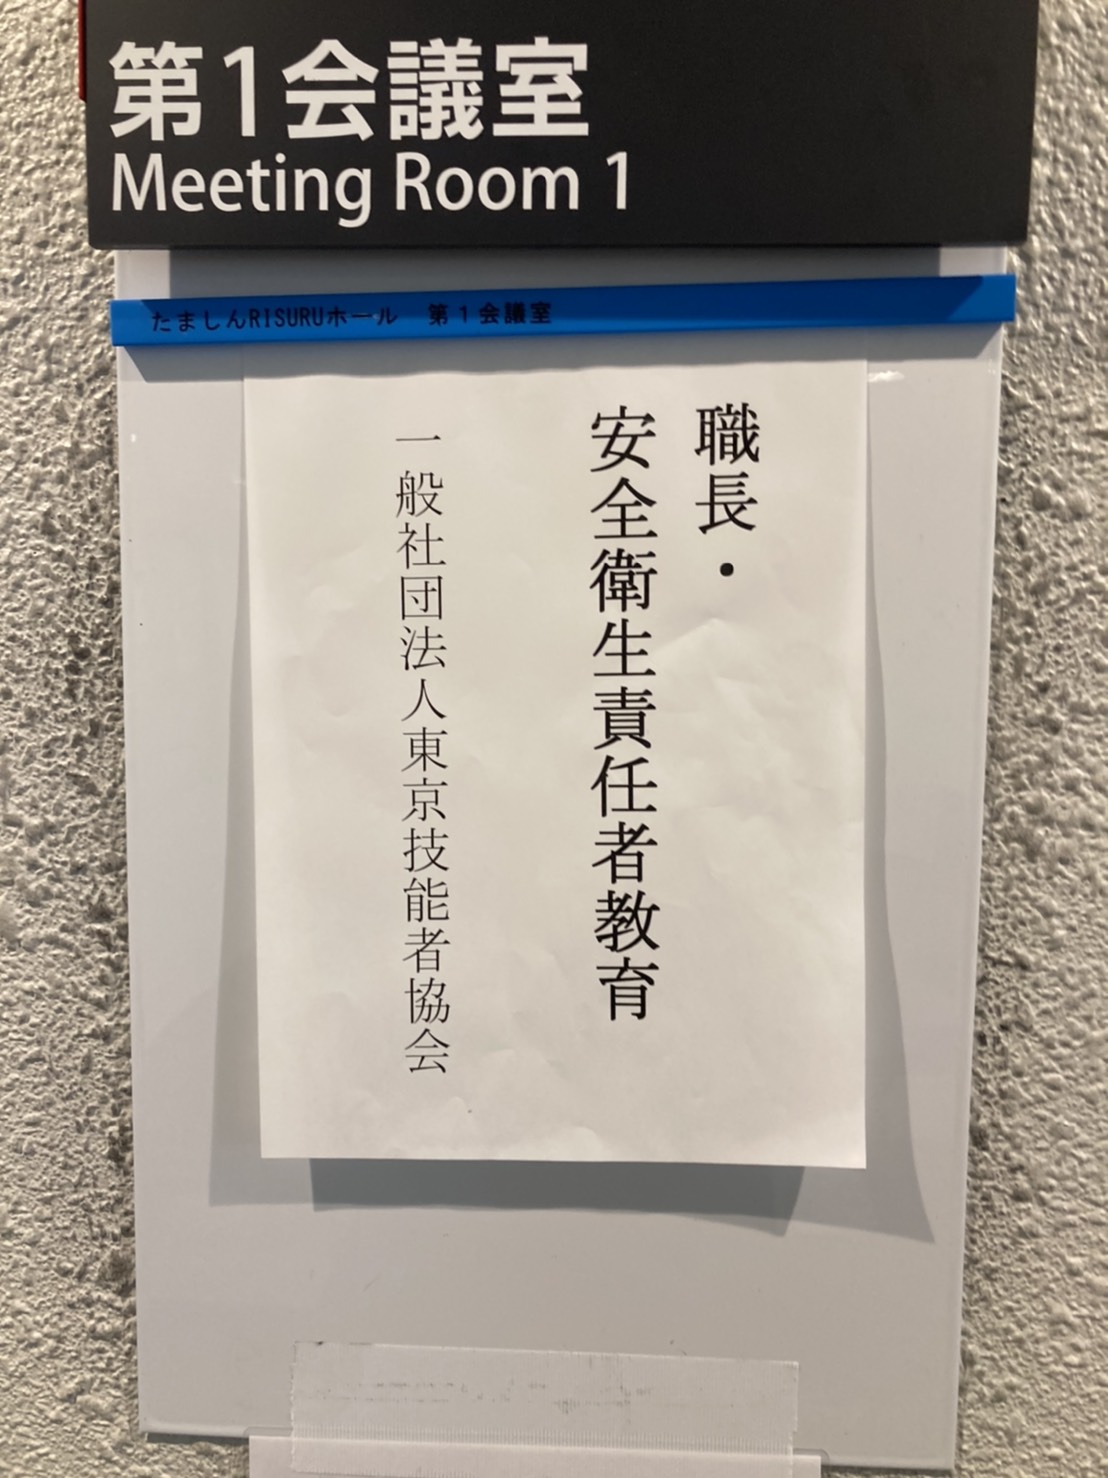 第1会議室
Meeting Room 1
たましんRISURUホール 第1会議室
職長・
安全衛生責任者教育
一般社団法人東京技能者協会